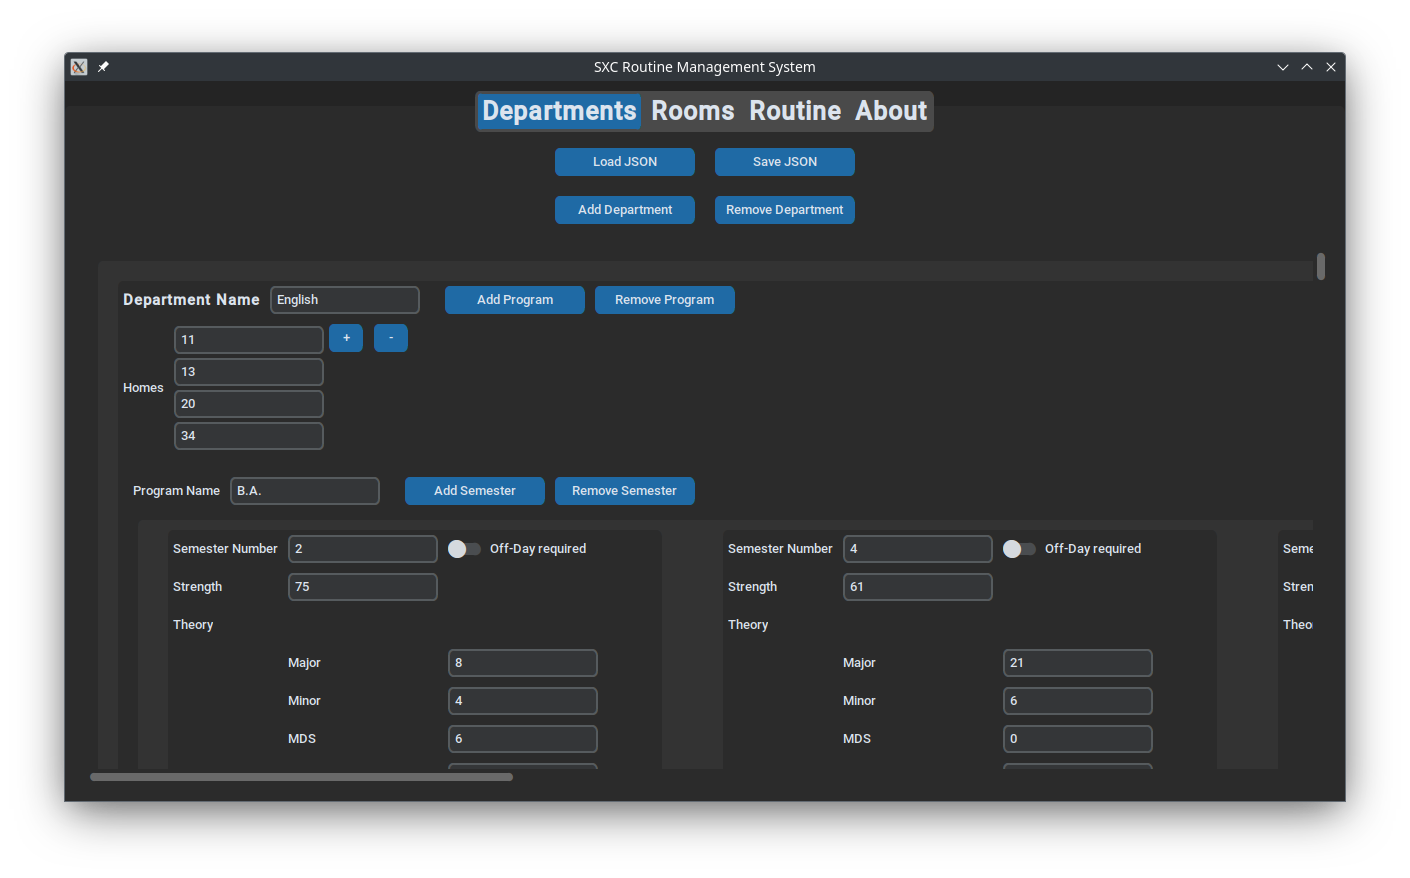 SXC Routine Management System
Departments Rooms Routine About
Load JSON Save JSON
Add Department Remove Department
Department Name English Add Program Remove Program
11 + -
13
Homes
20
34
Program Name B.A. Add Semester Remove Semester
Semester Number 2 Off-Day required Semester Number 4 Off-Day required Seme
Strength 75 Strength 61 Stren
Theory Theory Theo
Major 8 Major 21
Minor 4 Minor 6
MDS 6 MDS 0